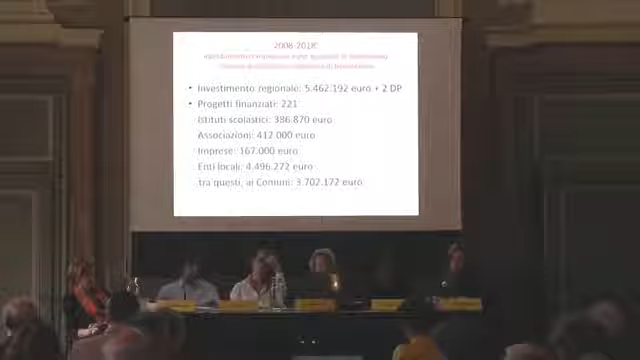 2006-2018:
• Investimento regionale: 5.462.192 euro + 2 DP
• Progetti finanziati: 221
Istituti scolastici: 386.870 euro
Associazioni: 412.000 euro
Imprese: 167.000 euro
Enti locali: 4.496.272 euro
tra questi, ai Comuni: 3.702.172 euro